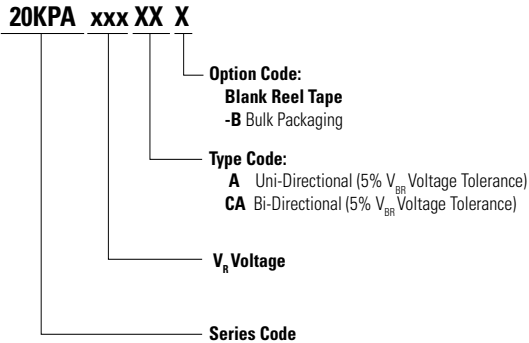 20KPA xxx XX X
Option Code:
Blank Reel Tape
-B Bulk Packaging
Type Code:
A Uni-Directional (5% VBR Voltage Tolerance)
CA Bi-Directional (5% VBR Voltage Tolerance)
VR Voltage
Series Code